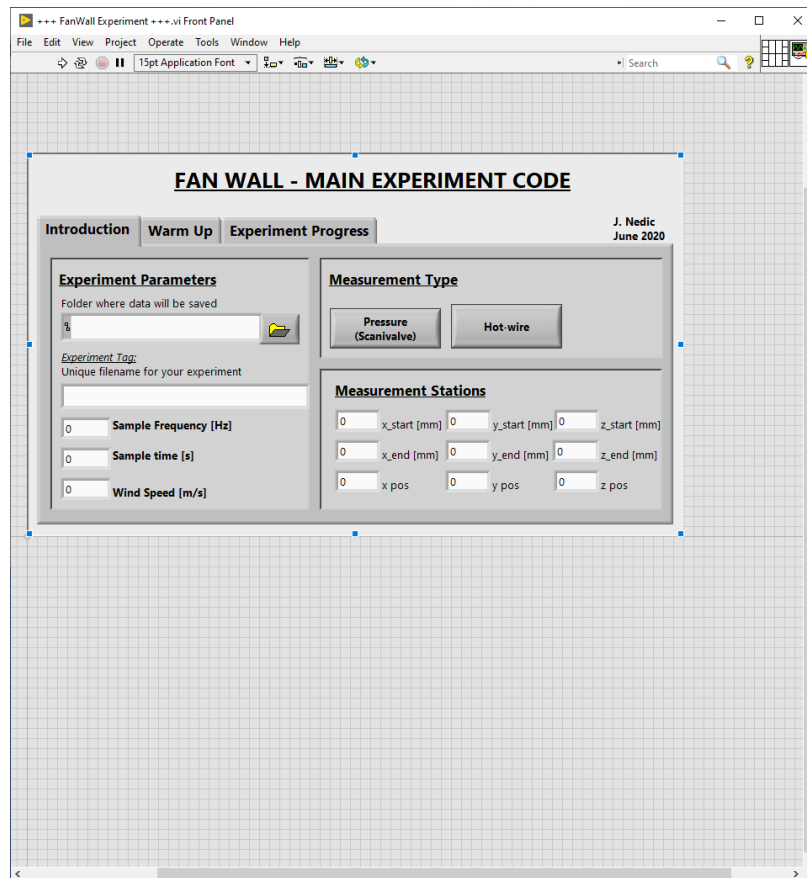 +++ FanWall Experiment +++.vi Front Panel
File Edit View Project Operate Tools Window Help
15pt Application Font
Search
FAN WALL - MAIN EXPERIMENT CODE
J. Nedic
June 2020
Introduction Warm Up Experiment Progress
Experiment Parameters
Folder where data will be saved
Experiment Tag:
Unique filename for your experiment
0 Sample Frequency [Hz]
0 Sample time [s]
0 Wind Speed [m/s]
Measurement Type
Pressure
(Scanivalve)
Hot-wire
Measurement Stations
0 x_start [mm] 0 y_start [mm] 0 z_start [mm]
0 x_end [mm] 0 y_end [mm] 0 z_end [mm]
0 x pos 0 y pos 0 z pos